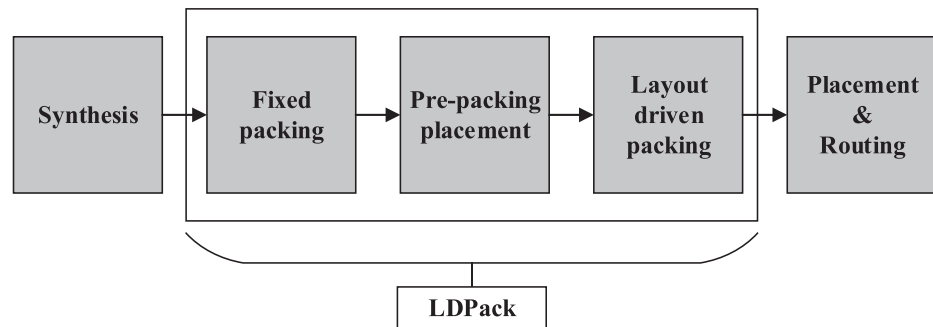 Synthesis
Fixed
packing
Pre-packing
placement
Layout
driven
packing
Placement
&
Routing
LDPack